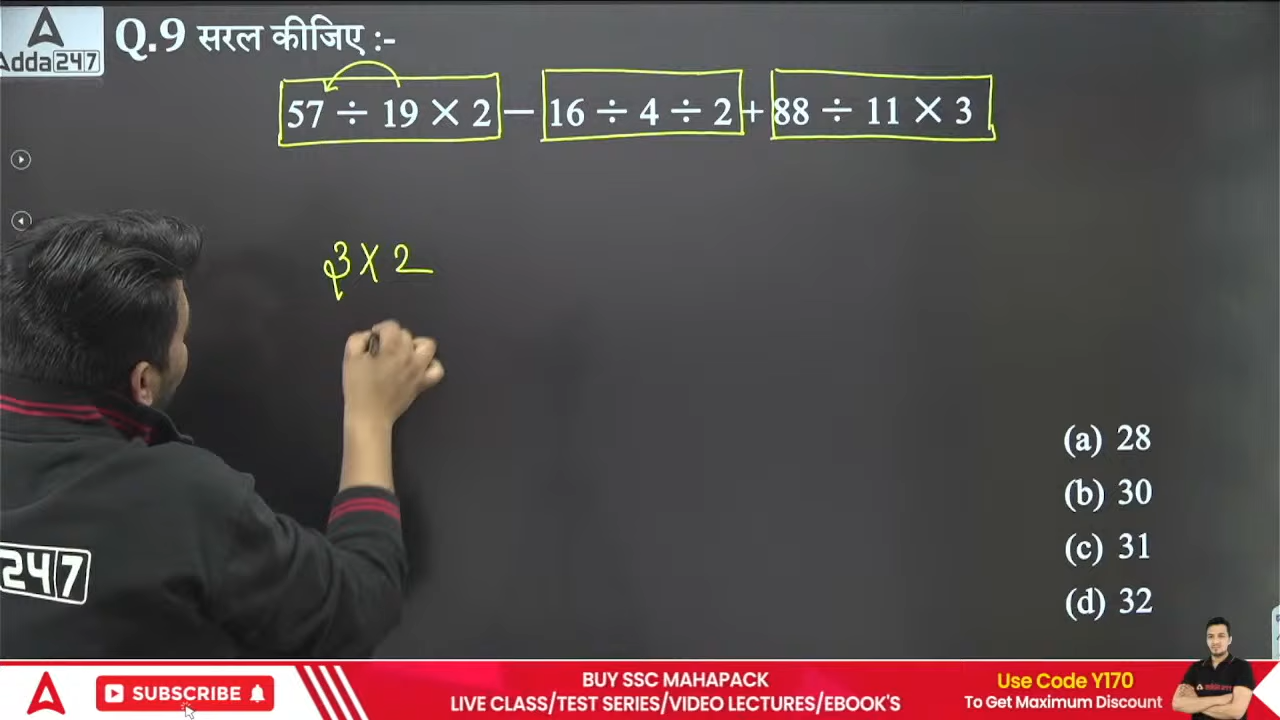 Adda247
Q.9 सरल कीजिए :-
57 ÷ 19 × 2 − 16 ÷ 4 ÷ 2 + 88 ÷ 11 × 3
3 × 2
(a) 28
(b) 30
(c) 31
(d) 32
247
SUBSCRIBE
BUY SSC MAHAPACK
LIVE CLASS/TEST SERIES/VIDEO LECTURES/EBOOK'S
Use Code Y170
To Get Maximum Discount